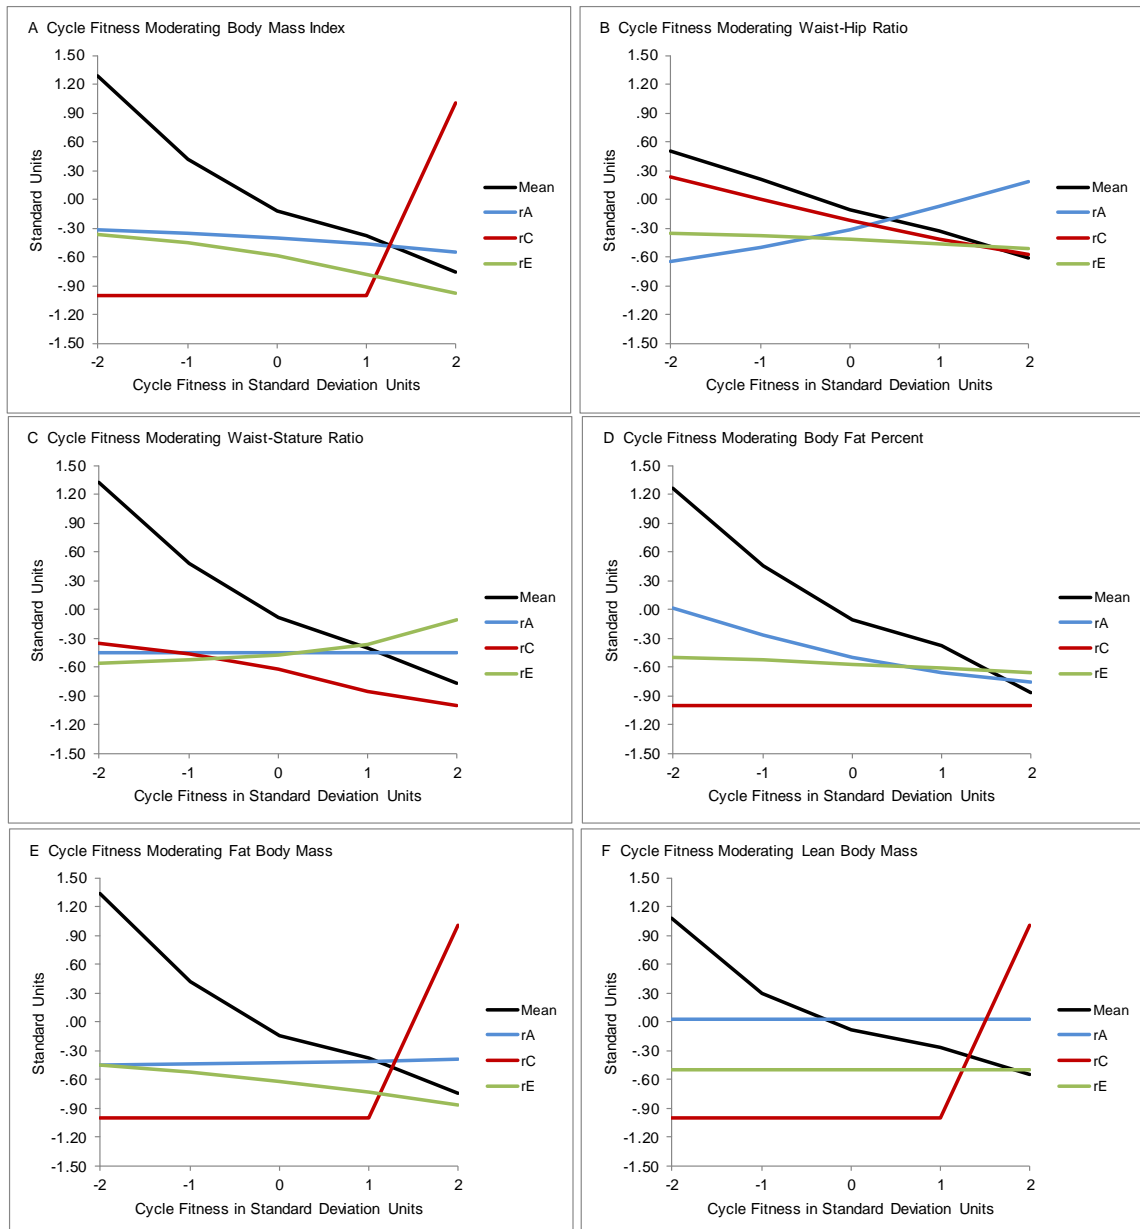 A Cycle Fitness Moderating Body Mass Index
1.50
1.20
.90
.60
.30
.00
-.30
-.60
-.90
-1.20
-1.50
Standard Units
-2 -1 0 1 2
Cycle Fitness in Standard Deviation Units
Mean
rA
rC
rE
B Cycle Fitness Moderating Waist-Hip Ratio
1.50
1.20
.90
.60
.30
.00
-.30
-.60
-.90
-1.20
-1.50
Standard Units
-2 -1 0 1 2
Cycle Fitness in Standard Deviation Units
Mean
rA
rC
rE
C Cycle Fitness Moderating Waist-Stature Ratio
1.50
1.20
.90
.60
.30
.00
-.30
-.60
-.90
-1.20
-1.50
Standard Units
-2 -1 0 1 2
Cycle Fitness in Standard Deviation Units
Mean
rA
rC
rE
D Cycle Fitness Moderating Body Fat Percent
1.50
1.20
.90
.60
.30
.00
-.30
-.60
-.90
-1.20
-1.50
Standard Units
-2 -1 0 1 2
Cycle Fitness in Standard Deviation Units
Mean
rA
rC
rE
E Cycle Fitness Moderating Fat Body Mass
1.50
1.20
.90
.60
.30
.00
-.30
-.60
-.90
-1.20
-1.50
Standard Units
-2 -1 0 1 2
Cycle Fitness in Standard Deviation Units
Mean
rA
rC
rE
F Cycle Fitness Moderating Lean Body Mass
1.50
1.20
.90
.60
.30
.00
-.30
-.60
-.90
-1.20
-1.50
Standard Units
-2 -1 0 1 2
Cycle Fitness in Standard Deviation Units
Mean
rA
rC
rE